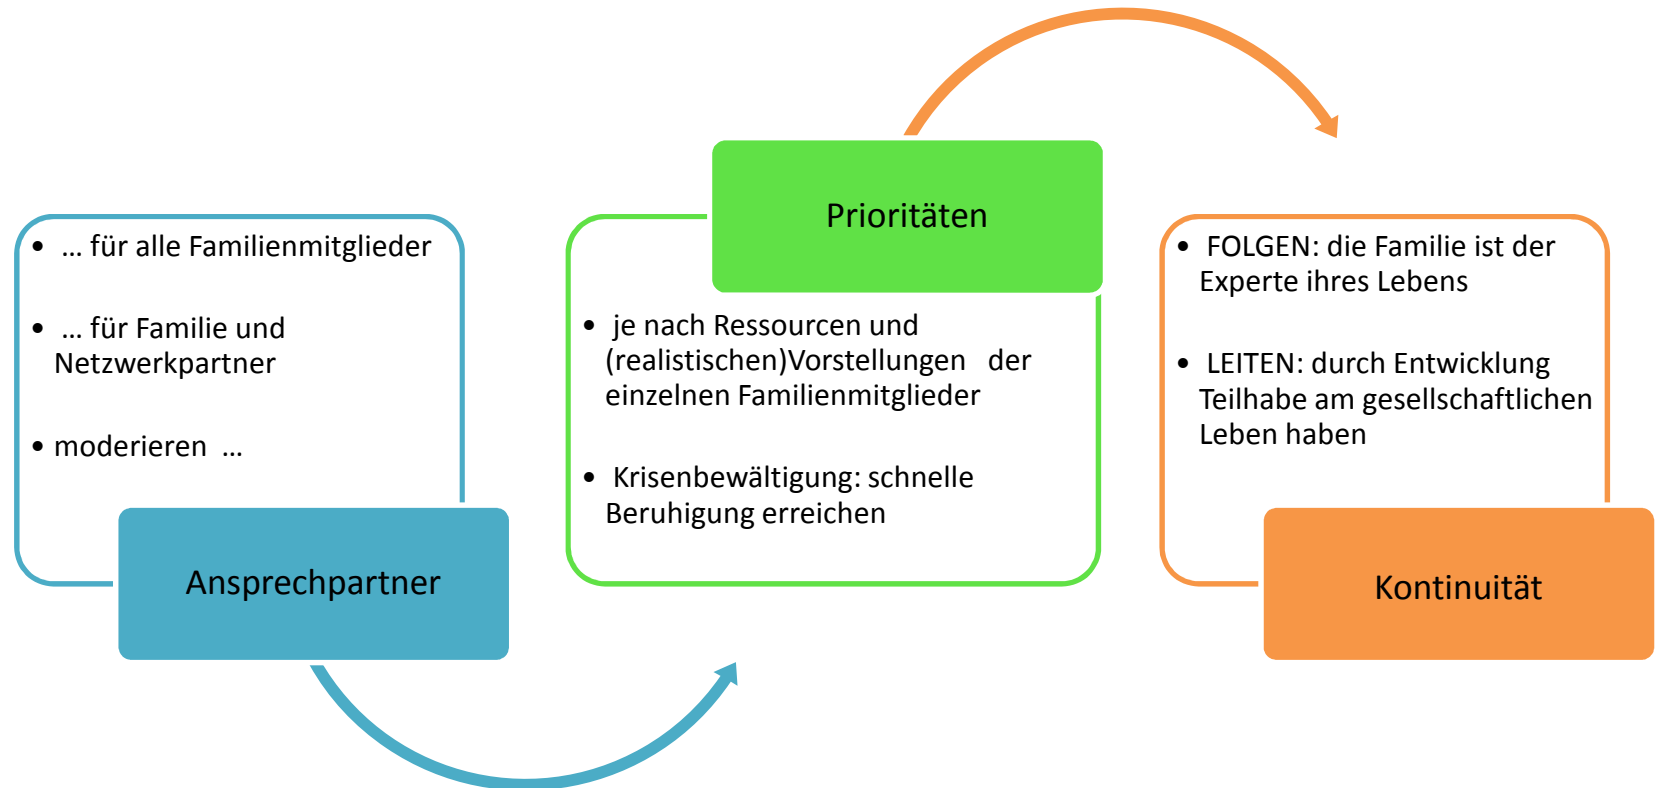 • ... für alle Familienmitglieder
• ... für Familie und
Netzwerkpartner
• moderieren ...
Ansprechpartner
Prioritäten
• je nach Ressourcen und
(realistischen)Vorstellungen der
einzelnen Familienmitglieder
• Krisenbewältigung: schnelle
Beruhigung erreichen
• FOLGEN: die Familie ist der
Experte ihres Lebens
• LEITEN: durch Entwicklung
Teilhabe am gesellschaftlichen
Leben haben
Kontinuität